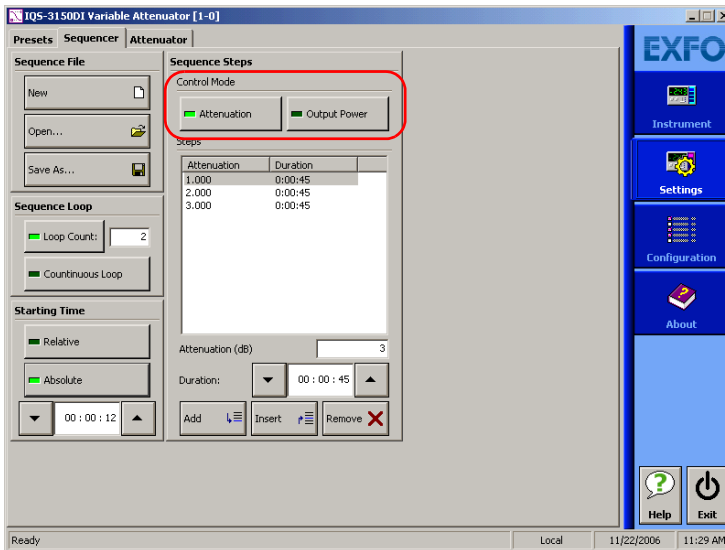 IQS-3150DI Variable Attenuator [1-0]
Presets Sequencer Attenuator
Sequence File
New
Open...
Save As...
Sequence Loop
Loop Count: 2
Continuous Loop
Starting Time
Relative
Absolute
00 : 00 : 12
Sequence Steps
Control Mode
Attenuation Output Power
Steps
Attenuation Duration
1.000 0:00:45
2.000 0:00:45
3.000 0:00:45
Attenuation (dB) 3
Duration: 00 : 00 : 45
Add Insert Remove
EXFO
Instrument
Settings
Configuration
About
Help Exit
Ready Local 11/22/2006 11:29 AM